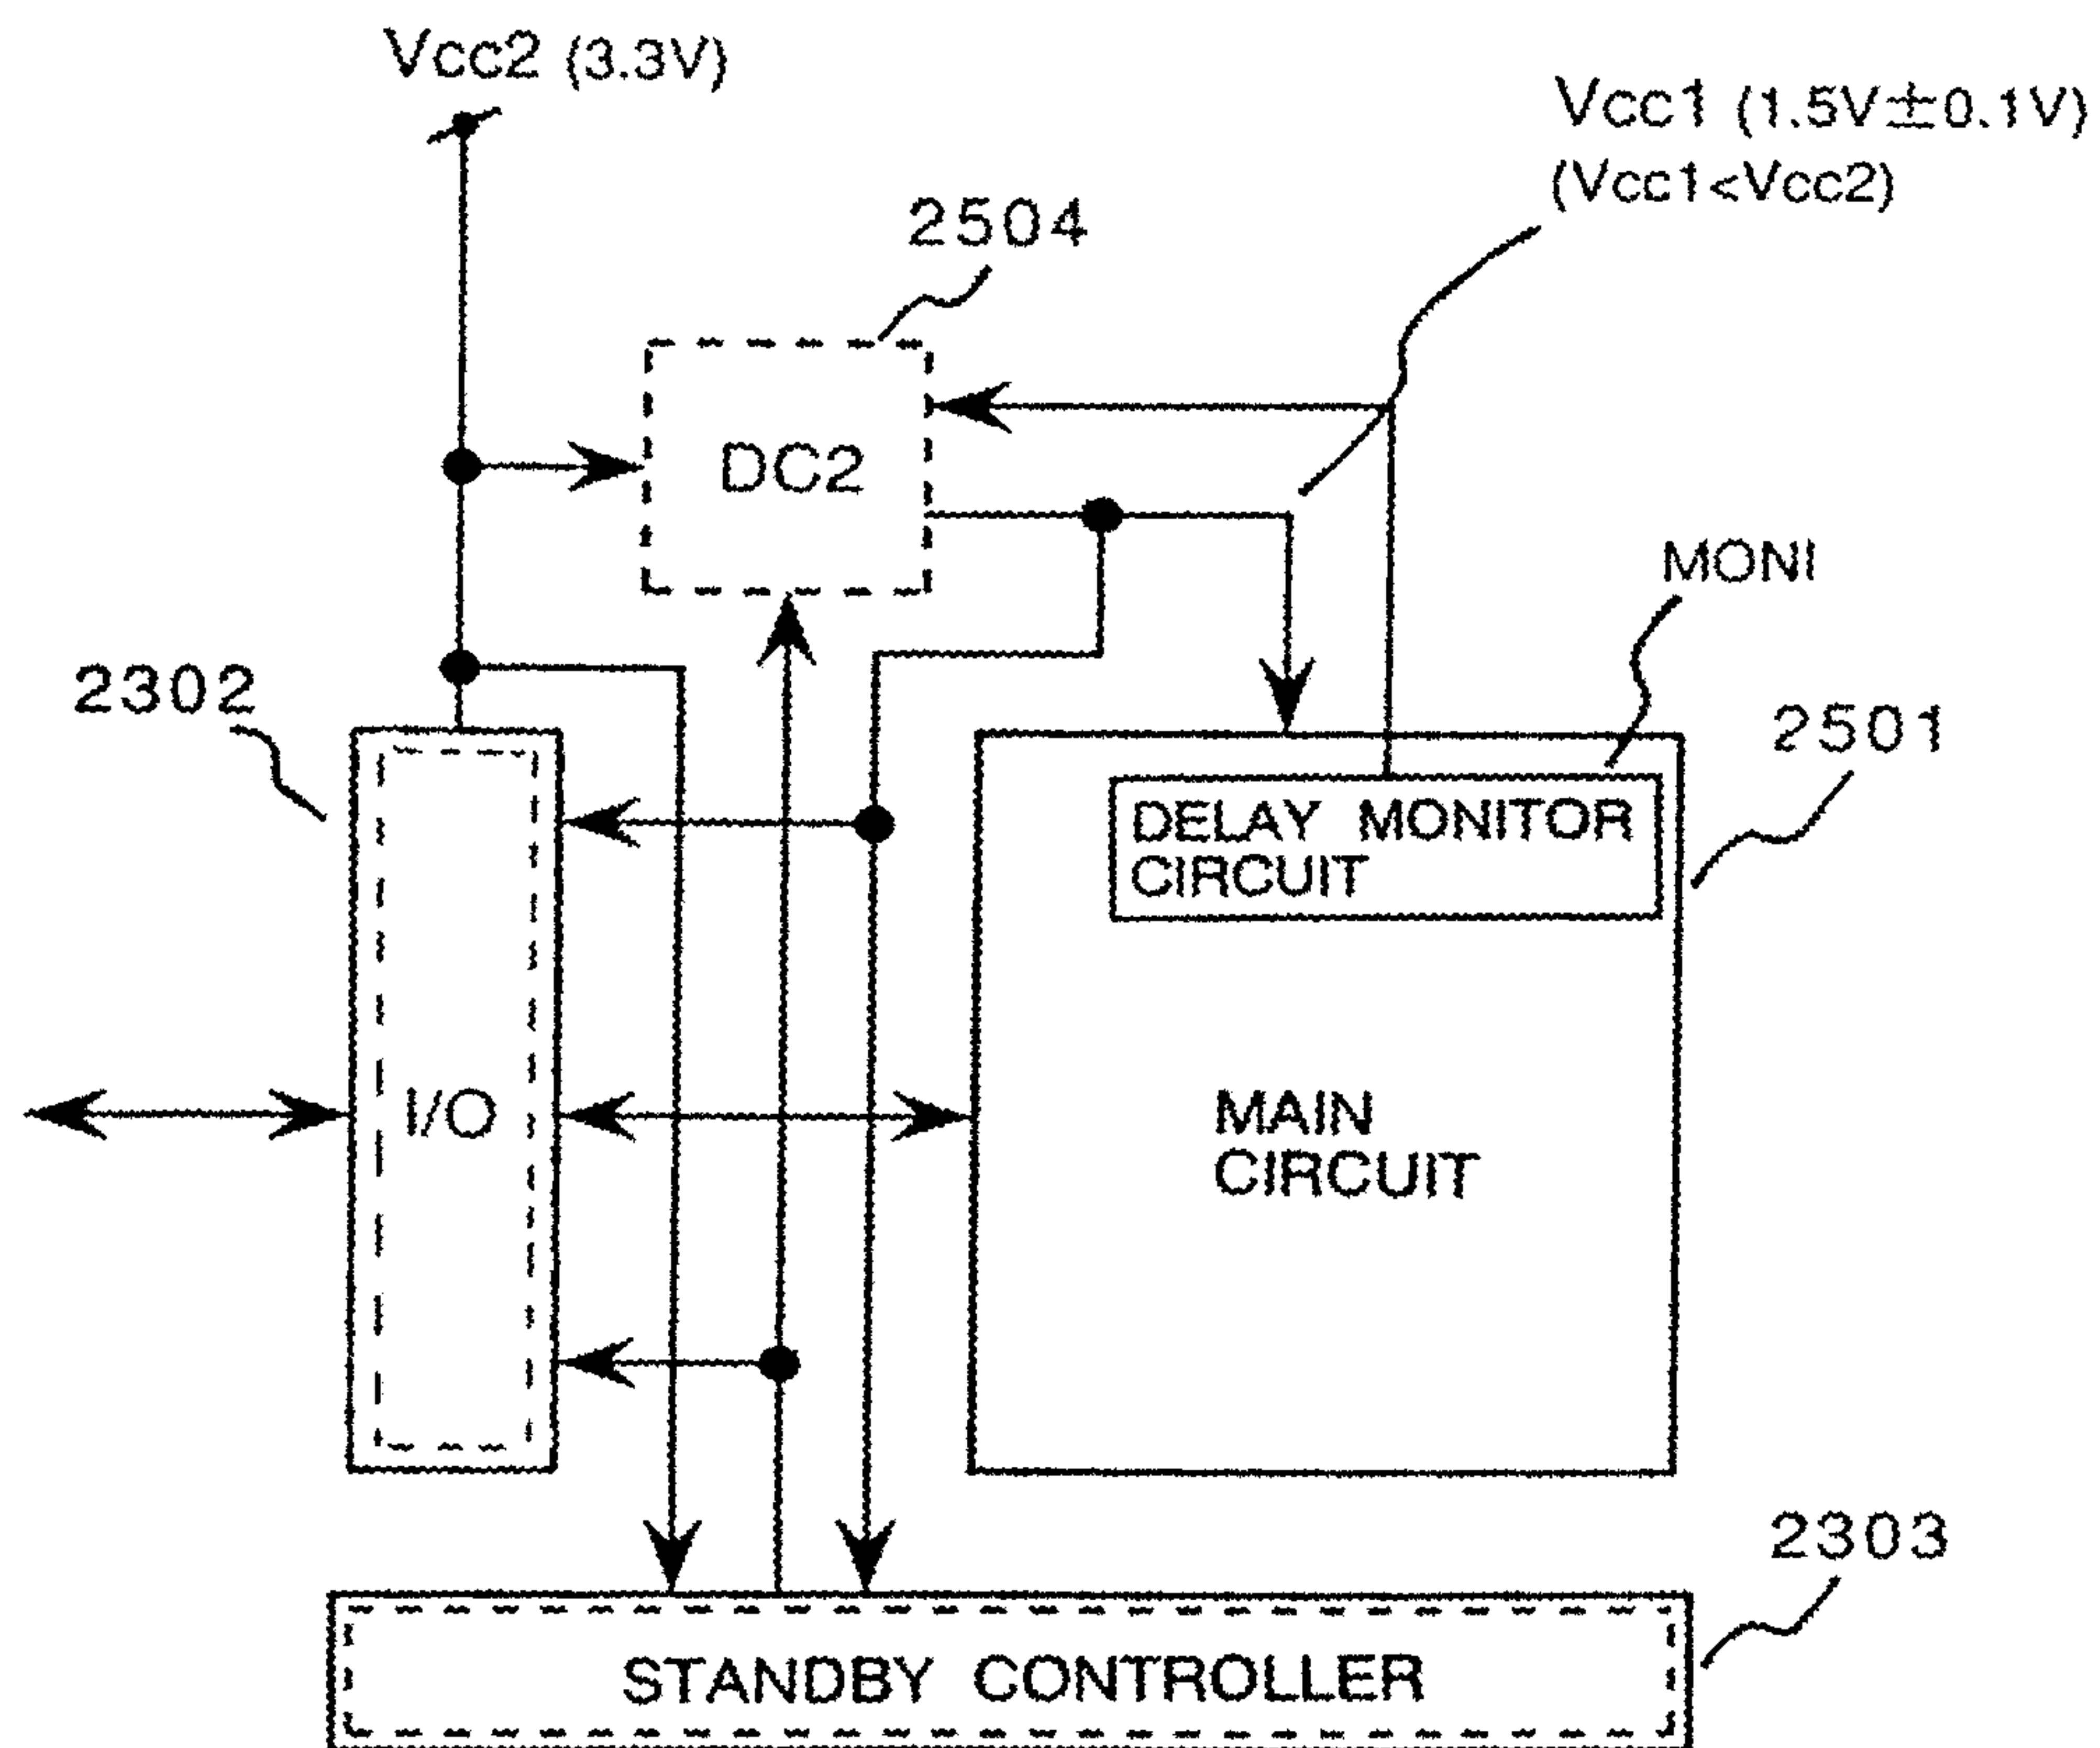 Vcc2 (3.3V)
Vcc1 (1.5V±0.1V)
(Vcc1<Vcc2)
2504
DC2
MONI
2302
2501
DELAY MONITOR
CIRCUIT
I/O
MAIN
CIRCUIT
2303
STANDBY CONTROLLER